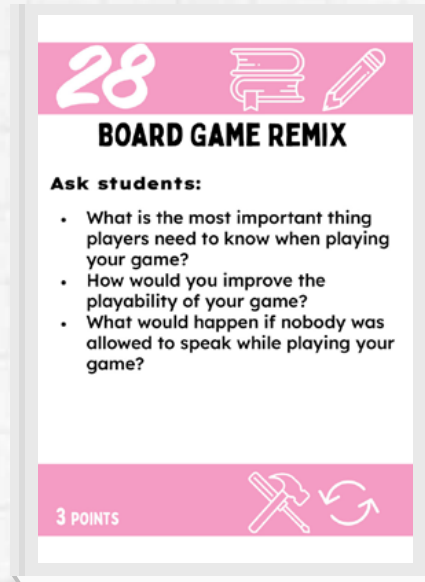 28
BOARD GAME REMIX
Ask students:
• What is the most important thing
players need to know when playing
your game?
• How would you improve the
playability of your game?
• What would happen if nobody was
allowed to speak while playing your
game?
3 POINTS